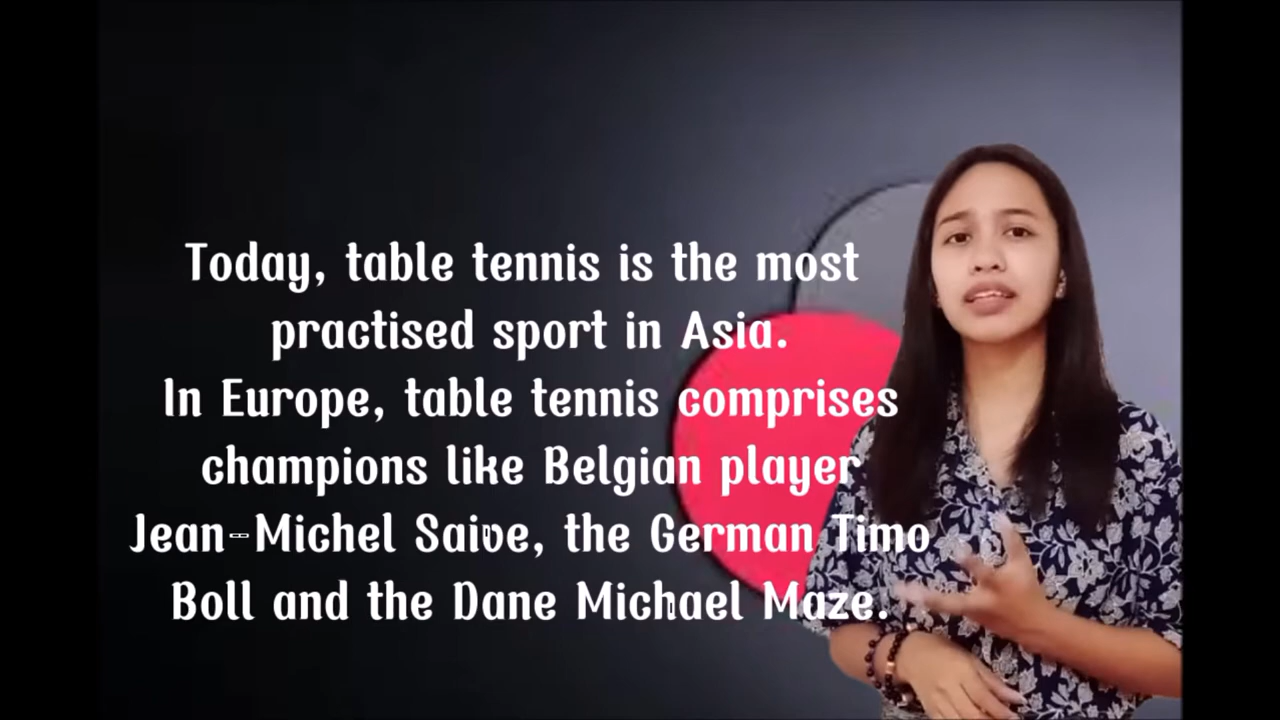 Today, table tennis is the most
practised sport in Asia.
In Europe, table tennis comprises
champions like Belgian player
Jean-Michel Saive, the German Timo
Boll and the Dane Michael Maze.